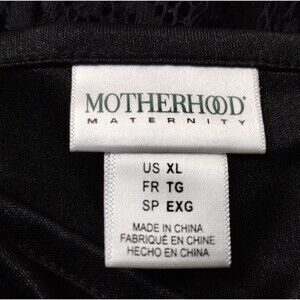 MOTHERHOOD®
MATERNITY
US XL
FR TG
SP EXG
MADE IN CHINA
FABRIQUÉ EN CHINE
HECHO EN CHINA